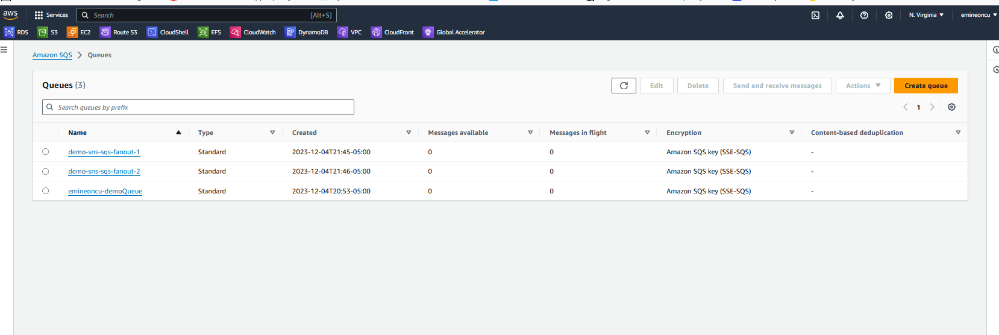 aws Services Search [Alt+S] N. Virginia emineoncu
RDS S3 EC2 Route 53 CloudShell EFS CloudWatch DynamoDB VPC CloudFront Global Accelerator
Amazon SQS Queues
Queues (3) Edit Delete Send and receive messages Actions Create queue
Search queues by prefix 1
Name Type Created Messages available Messages in flight Encryption Content-based deduplication
demo-sns-sqs-fanout-1 Standard 2023-12-04T21:45-05:00 0 0 Amazon SQS key (SSE-SQS) -
demo-sns-sqs-fanout-2 Standard 2023-12-04T21:46-05:00 0 0 Amazon SQS key (SSE-SQS) -
emineoncu-demoQueue Standard 2023-12-04T20:53-05:00 0 0 Amazon SQS key (SSE-SQS) -